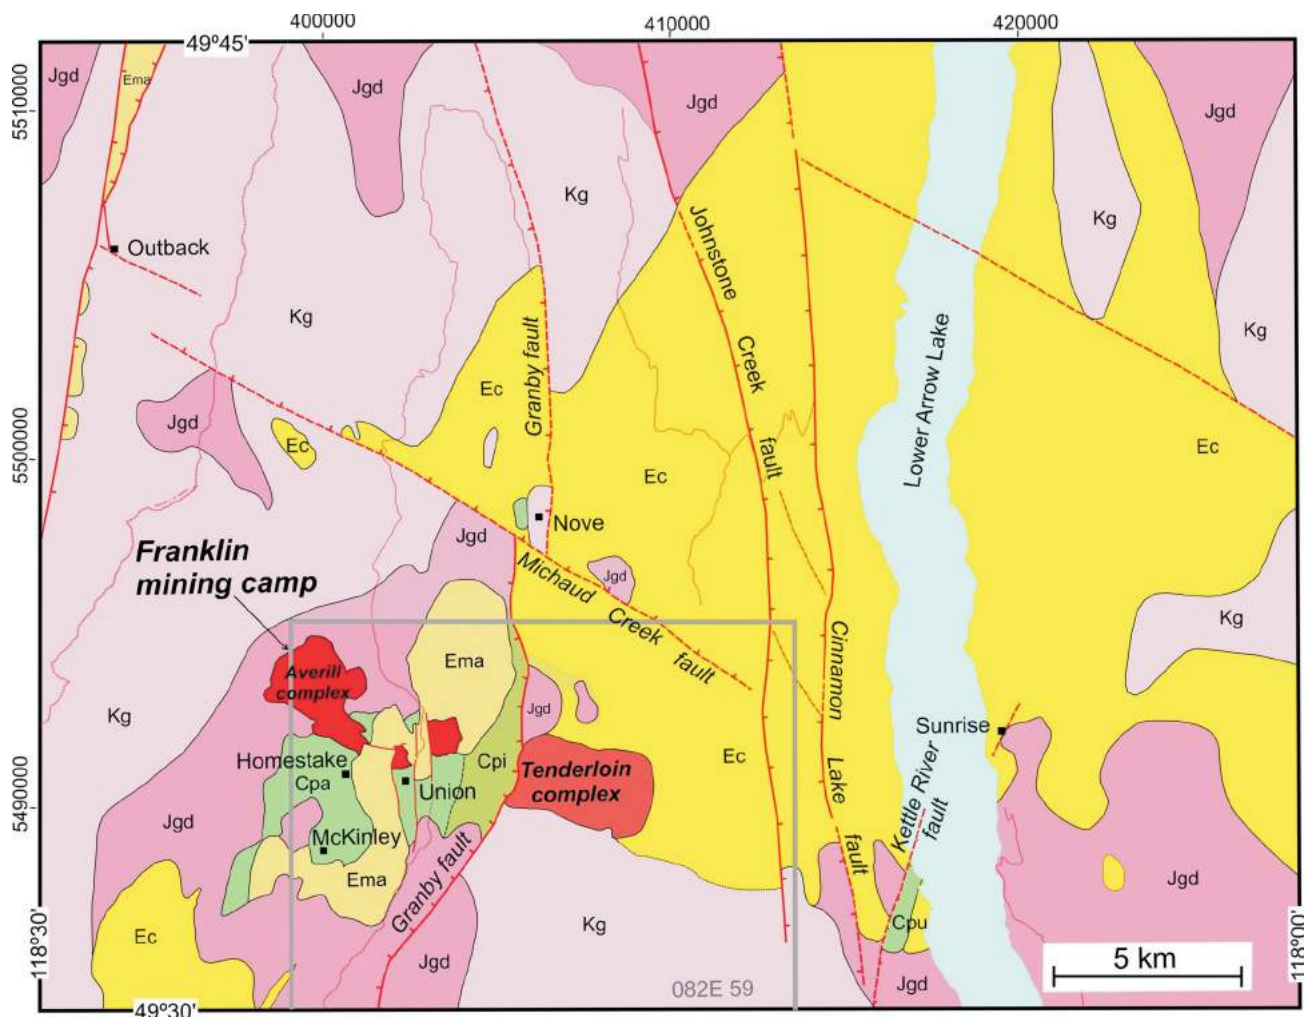 400000
410000
420000
49º45'
Jgd
Ema
Jgd
Jgd
Jgd
5510000
Kg
Kg
Outback
Johnstone
Creek
fault
Kg
Granby fault
Lower Arrow Lake
Kg
Ec
Jgd
Ec
Ec
Ec
5500000
Nove
Jgd
Franklin
mining camp
Michaud
Creek
fault
Jgd
Kg
Cinnamon
Lake
fault
Ema
Averill
complex
Kg
Jgd
Sunrise
Homestake
Cpa
Cpi
Ec
Union
Tenderloin
complex
Kettle River
fault
5490000
Jgd
McKinley
Ema
Granby fault
Jgd
Ec
Kg
Cpu
Jgd
Jgd
5 km
082E 59
118º30'
118º00'
49º30'